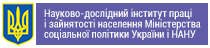 Науково-дослідний інститут праці
і зайнятості населення Міністерства
соціальної політики України і НАНУ